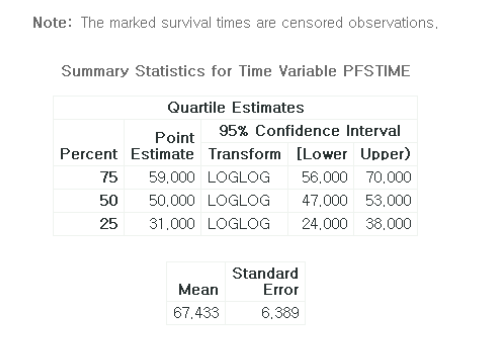 Note: The marked survival times are censored observations.
Summary Statistics for Time Variable PFSTIME
Quartile Estimates
Percent Point Estimate 95% Confidence Interval
Transform [Lower Upper)
75 59.000 LOGLOG 56.000 70.000
50 50.000 LOGLOG 47.000 53.000
25 31.000 LOGLOG 24.000 38.000
Mean Standard Error
67.433 6.389